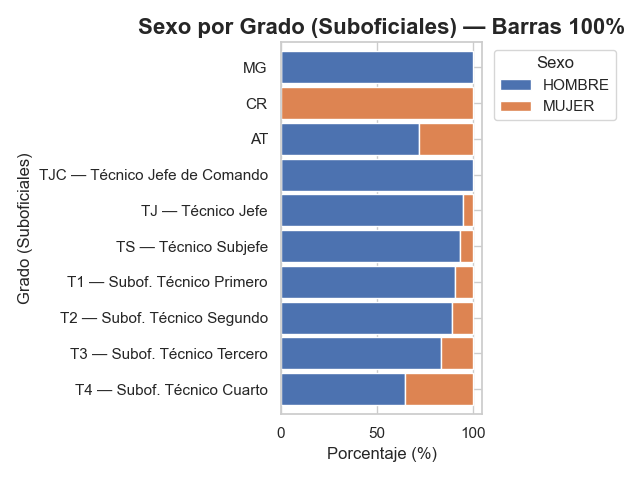 Sexo por Grado (Suboficiales) — Barras 100%
Grado (Suboficiales)
MG
CR
AT
TJC — Técnico Jefe de Comando
TJ — Técnico Jefe
TS — Técnico Subjefe
T1 — Subof. Técnico Primero
T2 — Subof. Técnico Segundo
T3 — Subof. Técnico Tercero
T4 — Subof. Técnico Cuarto
0 50 100
Porcentaje (%)
Sexo
HOMBRE
MUJER